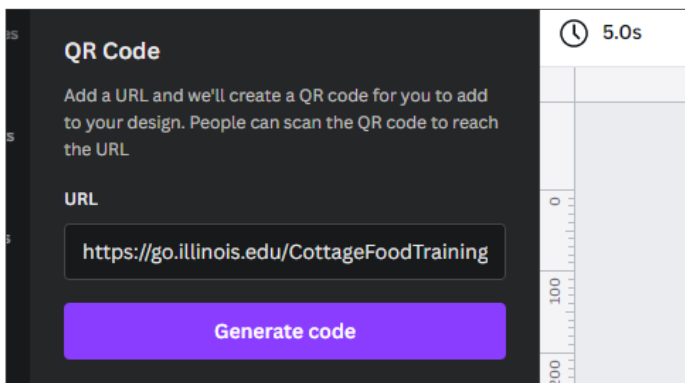 QR Code
5.0s
Add a URL and we'll create a QR code for you to add
to your design. People can scan the QR code to reach
the URL
URL
https://go.illinois.edu/CottageFoodTraining
Generate code
0
100
200